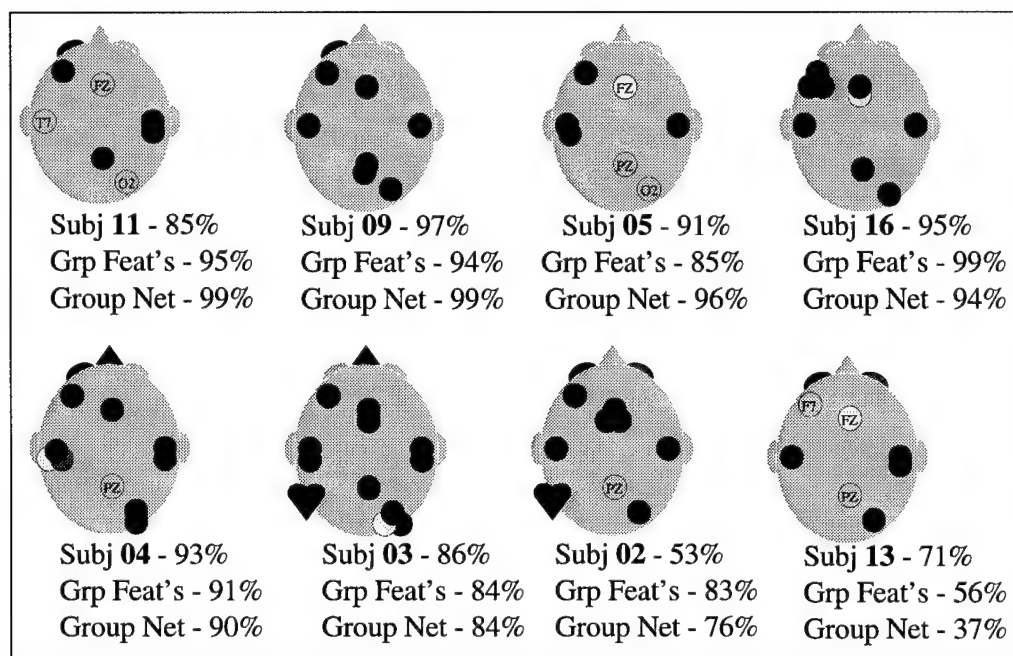 FZ
T7
O2
Subj 11 - 85%
Grp Feat's - 95%
Group Net - 99%
Subj 09 - 97%
Grp Feat's - 94%
Group Net - 99%
FZ
PZ
O2
Subj 05 - 91%
Grp Feat's - 85%
Group Net - 96%
Subj 16 - 95%
Grp Feat's - 99%
Group Net - 94%
PZ
Subj 04 - 93%
Grp Feat's - 91%
Group Net - 90%
Subj 03 - 86%
Grp Feat's - 84%
Group Net - 84%
PZ
Subj 02 - 53%
Grp Feat's - 83%
Group Net - 76%
F7
FZ
PZ
Subj 13 - 71%
Grp Feat's - 56%
Group Net - 37%